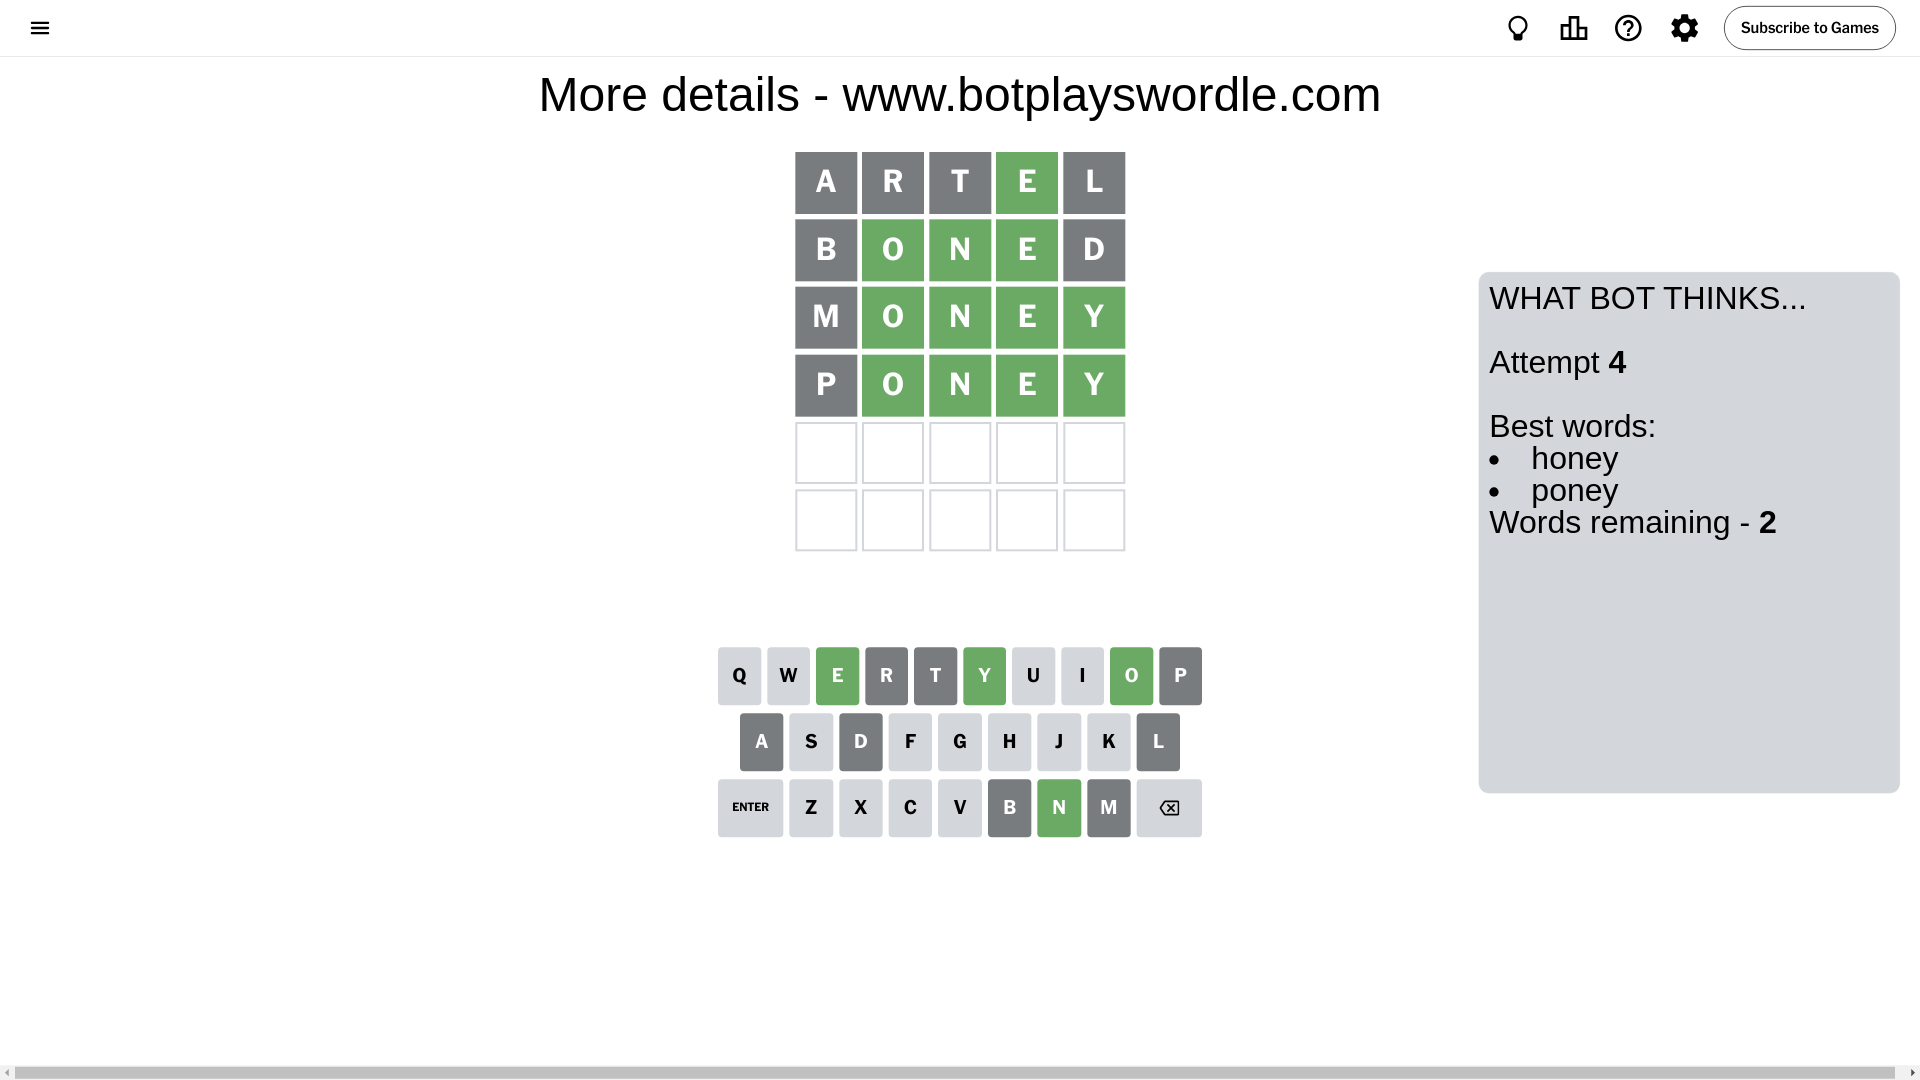 Subscribe to Games
More details - www.botplayswordle.com
A R T E L
B O N E D
M O N E Y
P O N E Y
WHAT BOT THINKS...
Attempt 4
Best words:
• honey
• poney
Words remaining - 2
Q W E R T Y U I O P
A S D F G H J K L
ENTER Z X C V B N M